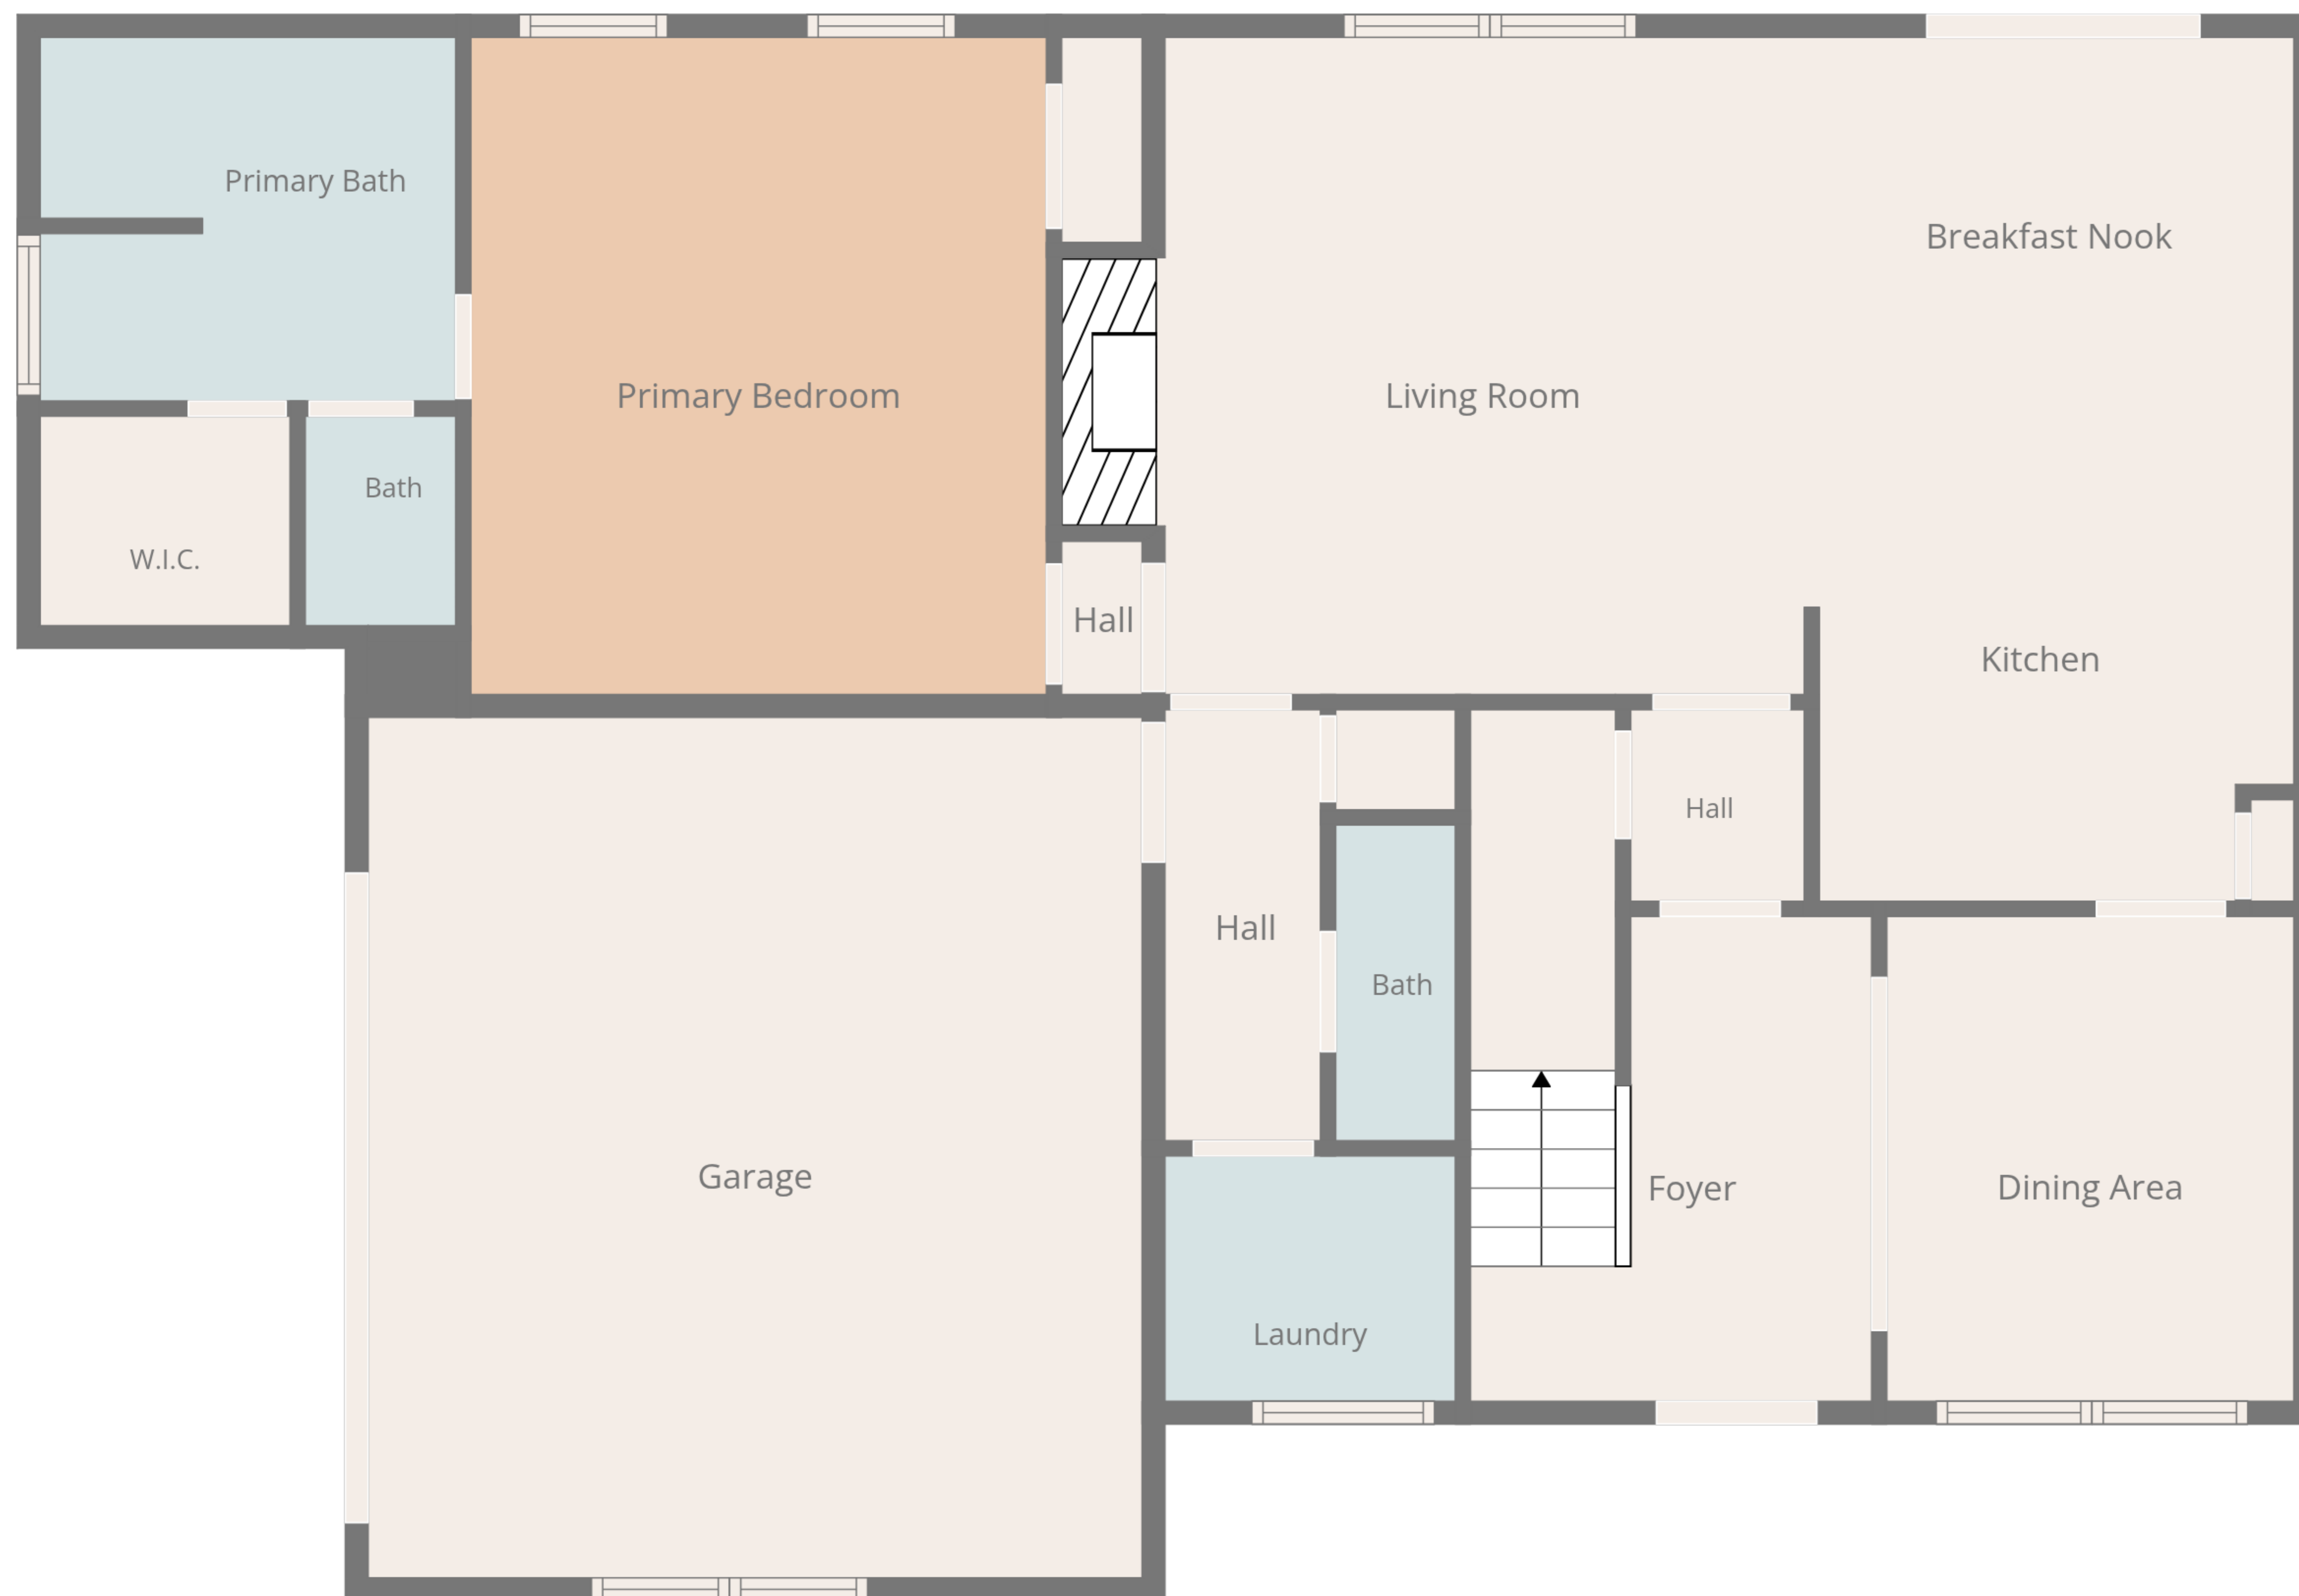 Primary Bath
Breakfast Nook
Primary Bedroom
Living Room
Bath
W.I.C.
Hall
Kitchen
Hall
Hall
Bath
Garage
Foyer
Dining Area
Laundry